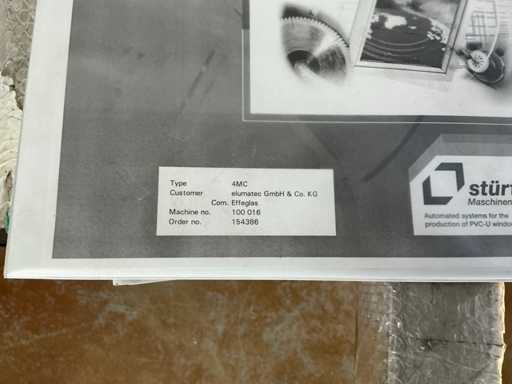 Type 4MC
Customer elumatec GmbH & Co. KG
Com. Effeglas
Machine no. 100 016
Order no. 154386
Automated systems for the
production of PVC-U